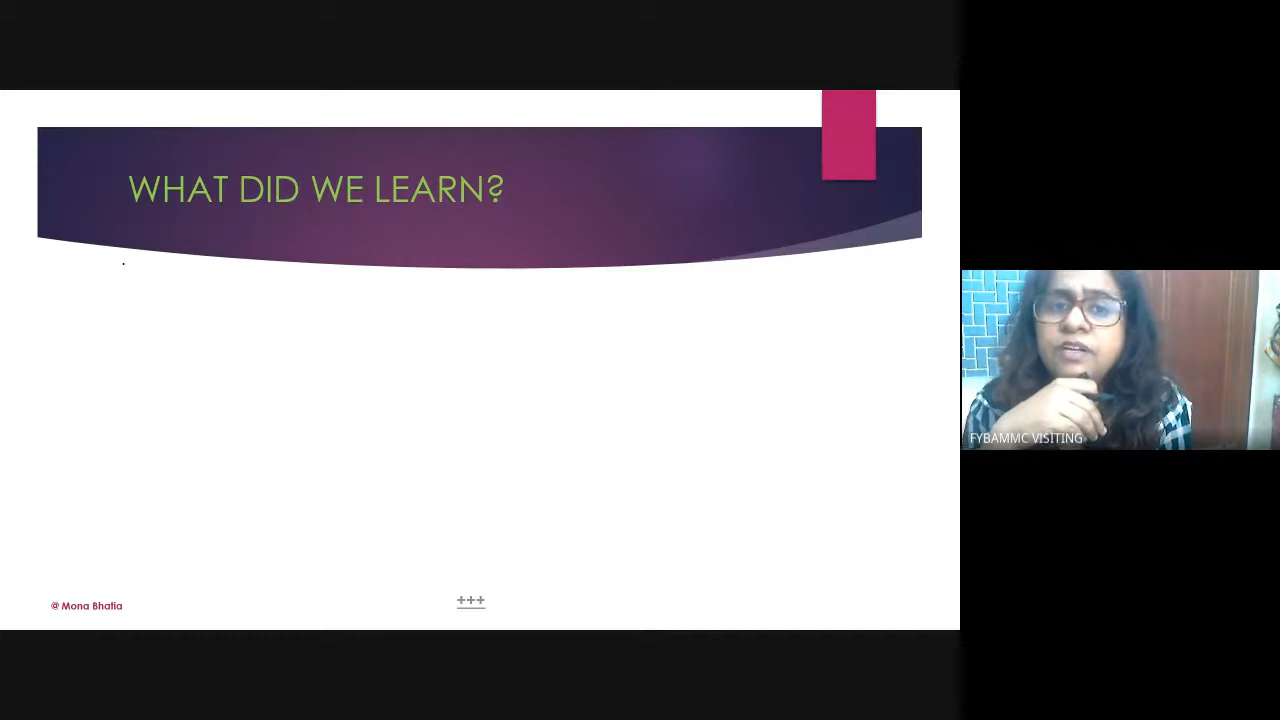 WHAT DID WE LEARN?
.
@ Mona Bhatia
+++
FYBAMMC VISITING